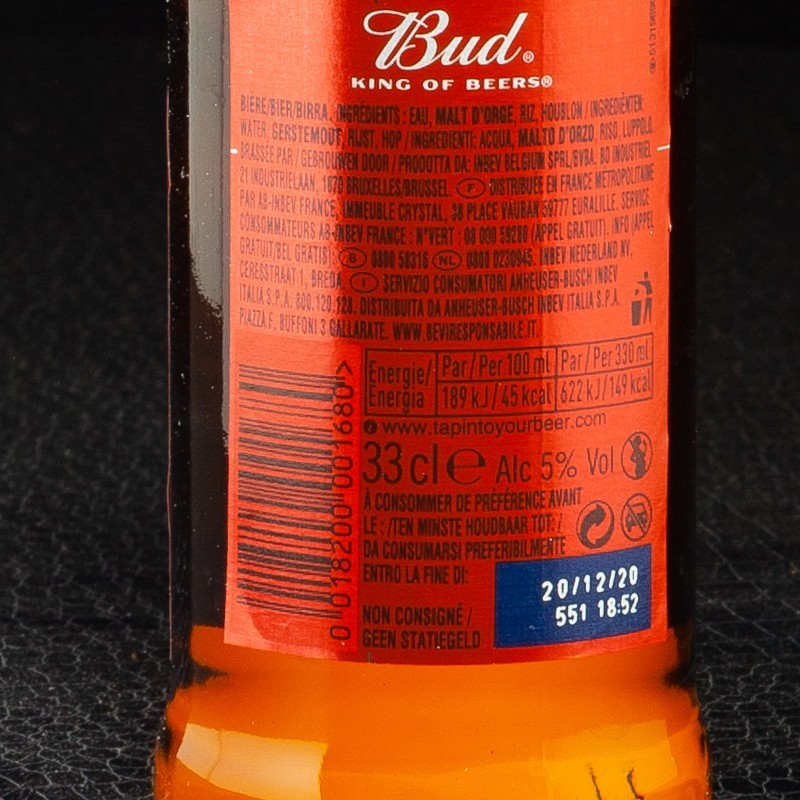 Bud®
KING OF BEERS®
BIÈRE/BIER/BIRRA. INGRÉDIENTS : EAU, MALT D'ORGE, RIZ, HOUBLON / INGREDIËNTEN:
WATER, GERSTEMOUT, RIJST, HOP / INGREDIENTI: ACQUA, MALTO D'ORZO, RISO, LUPPOLO.
BRASSÉE PAR / GEBROUWEN DOOR / PRODOTTA DA: INBEV BELGIUM SPRL/BVBA, BD INDUSTRIEL
21 INDUSTRIELAAN, 1070 BRUXELLES/BRUSSEL. F DISTRIBUÉE EN FRANCE MÉTROPOLITAINE
PAR AB-INBEV FRANCE, IMMEUBLE CRYSTAL, 38 PLACE VAUBAN 59777 EURALILLE. SERVICE
CONSOMMATEURS AB-INBEV FRANCE : N°VERT : 08 000 59280 (APPEL GRATUIT). INFO (APPEL
GRATUIT/BEL GRATIS): B 0800 58316 NL 0800 0230945, INBEV NEDERLAND NV,
CERESSTRAAT 1, BREDA. I SERVIZIO CONSUMATORI ANHEUSER-BUSCH INBEV
ITALIA S.P.A. 800.120.128. DISTRIBUITA DA ANHEUSER-BUSCH INBEV ITALIA S.P.A.
PIAZZA F. BUFFONI 3 GALLARATE. WWW.BEVIRESPONSABILE.IT.
Energie/ Par/Per 100 ml Par/Per 330 ml
Energia 189 kJ/45 kcal 622 kJ/149 kcal
www.tapintoyourbeer.com
33 cl e Alc 5% Vol
À CONSOMMER DE PRÉFÉRENCE AVANT
LE : /TEN MINSTE HOUDBAAR TOT: /
DA CONSUMARSI PREFERIBILMENTE
ENTRO LA FINE DI:
20/12/20
551 18:52
NON CONSIGNÉ /
GEEN STATIEGELD
0 018200 001680 >